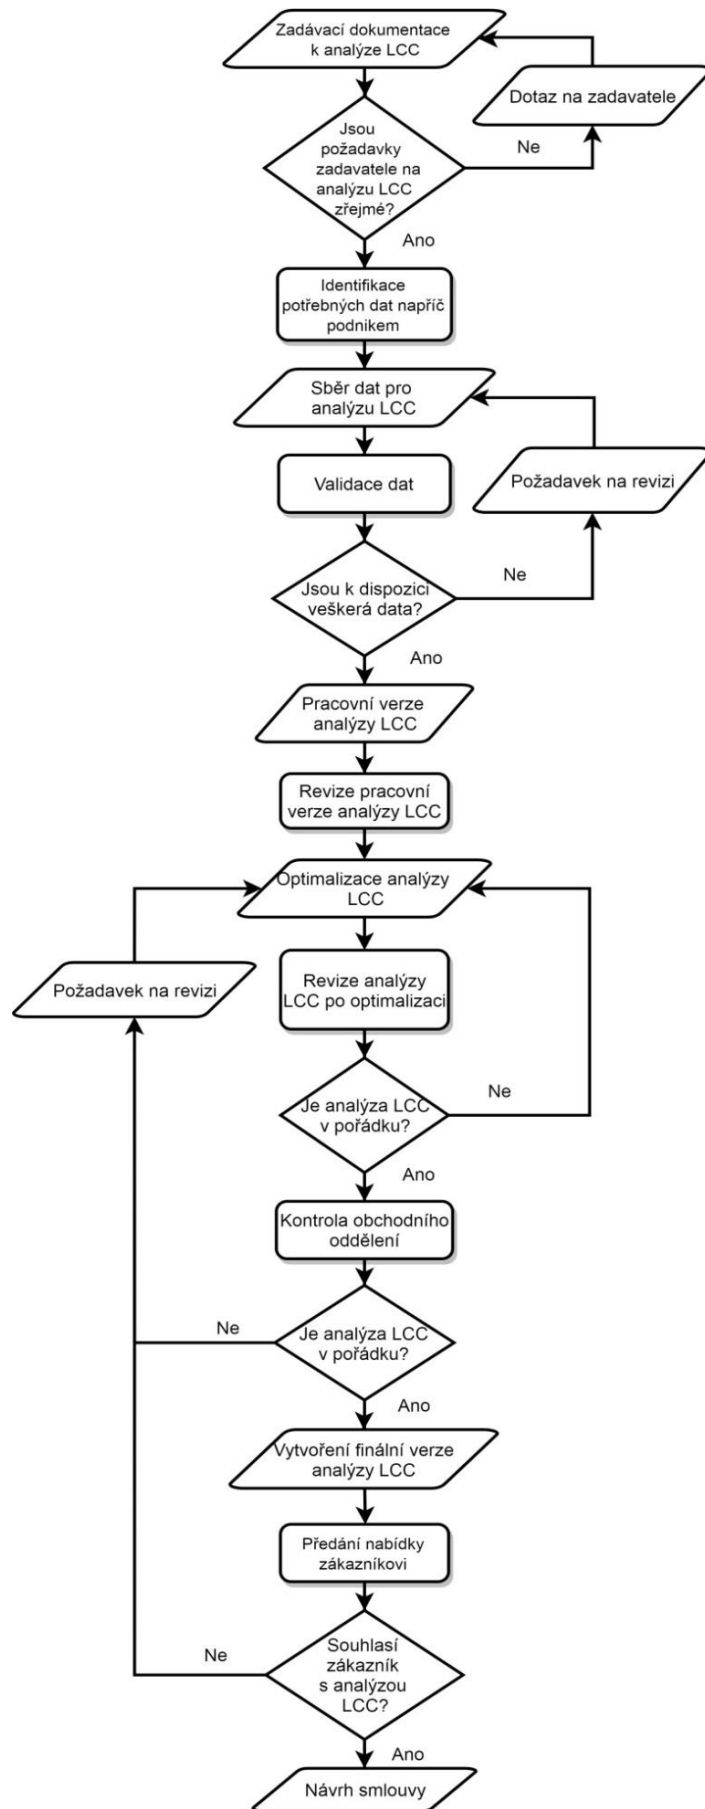 Zadávací dokumentace
k analýze LCC
Dotaz na zadavatele
Jsou
požadavky
zadavatele na
analýzu LCC
zřejmé?
Ne
Ano
Identifikace
potřebných dat napříč
podnikem
Sběr dat pro
analýzu LCC
Validace dat
Požadavek na revizi
Jsou k dispozici
veškerá data?
Ne
Ano
Pracovní verze
analýzy LCC
Revize pracovní
verze analýzy LCC
Optimalizace analýzy
LCC
Požadavek na revizi
Revize analýzy
LCC po optimalizaci
Je analýza LCC
v pořádku?
Ne
Ano
Kontrola obchodního
oddělení
Ne
Je analýza LCC
v pořádku?
Ano
Vytvoření finální verze
analýzy LCC
Předání nabídky
zákazníkovi
Ne
Souhlasí
zákazník
s analýzou
LCC?
Ano
Návrh smlouvy